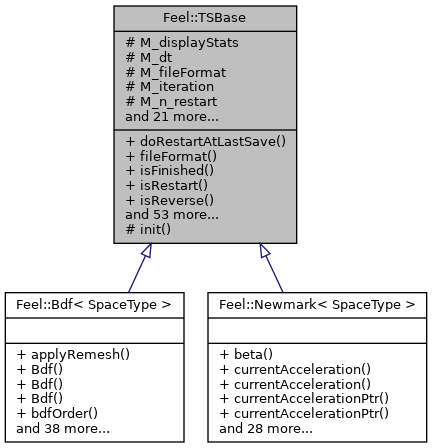 Feel::TSBase
# M_displayStats
# M_dt
# M_fileFormat
# M_iteration
# M_n_restart
and 21 more...
+ doRestartAtLastSave()
+ fileFormat()
+ isFinished()
+ isRestart()
+ isReverse()
and 53 more...
# init()
Feel::Bdf< SpaceType >
+ applyRemesh()
+ Bdf()
+ Bdf()
+ Bdf()
+ bdfOrder()
and 38 more...
Feel::Newmark< SpaceType >
+ beta()
+ currentAcceleration()
+ currentAcceleration()
+ currentAccelerationPtr()
+ currentAccelerationPtr()
and 28 more...